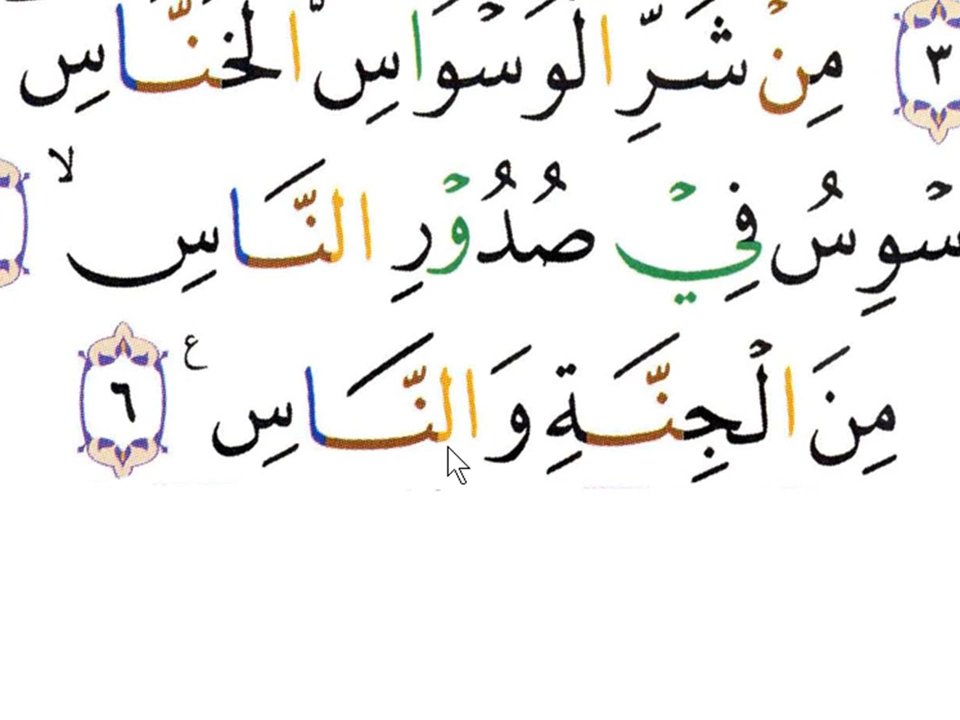 ٣ مِنْ شَرِّ الْوَسْوَاسِ الْخَنَّاسِ
فِيْ صُدُوْرِ النَّاسِ ۙ
مِنَ الْجِنَّةِ وَالنَّاسِ ع ٦